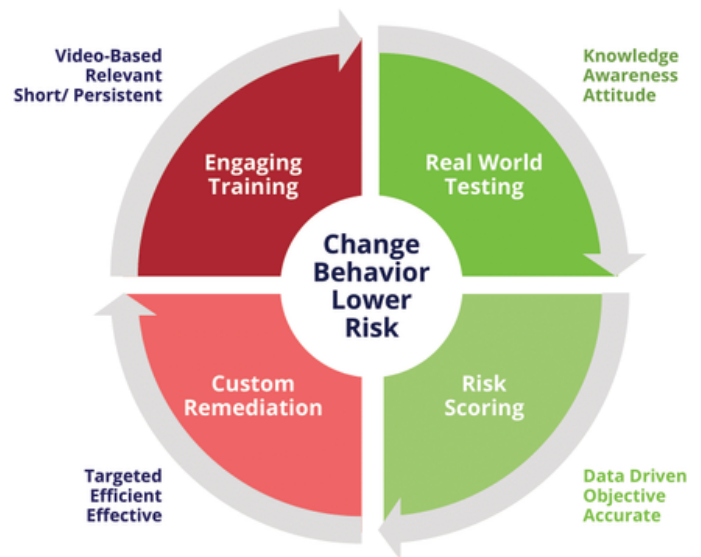 Video-Based
Relevant
Short/ Persistent
Knowledge
Awareness
Attitude
Engaging
Training
Real World
Testing
Change
Behavior
Lower
Risk
Custom
Remediation
Risk
Scoring
Targeted
Efficient
Effective
Data Driven
Objective
Accurate